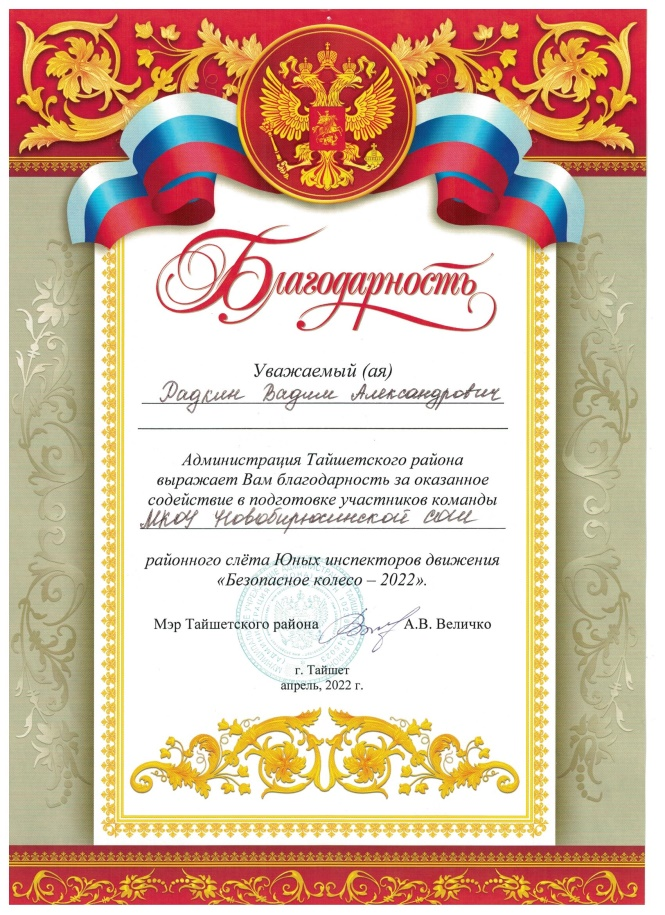 Благодарность
Уважаемый (ая)
Радкин Вадим Александрович
Администрация Тайшетского района
выражает Вам благодарность за оказанное
содействие в подготовке участников команды
МКОУ Новобирюсинской СОШ
районного слёта Юных инспекторов движения
«Безопасное колесо – 2022».
Мэр Тайшетского района А.В. Величко
г. Тайшет
апрель, 2022 г.